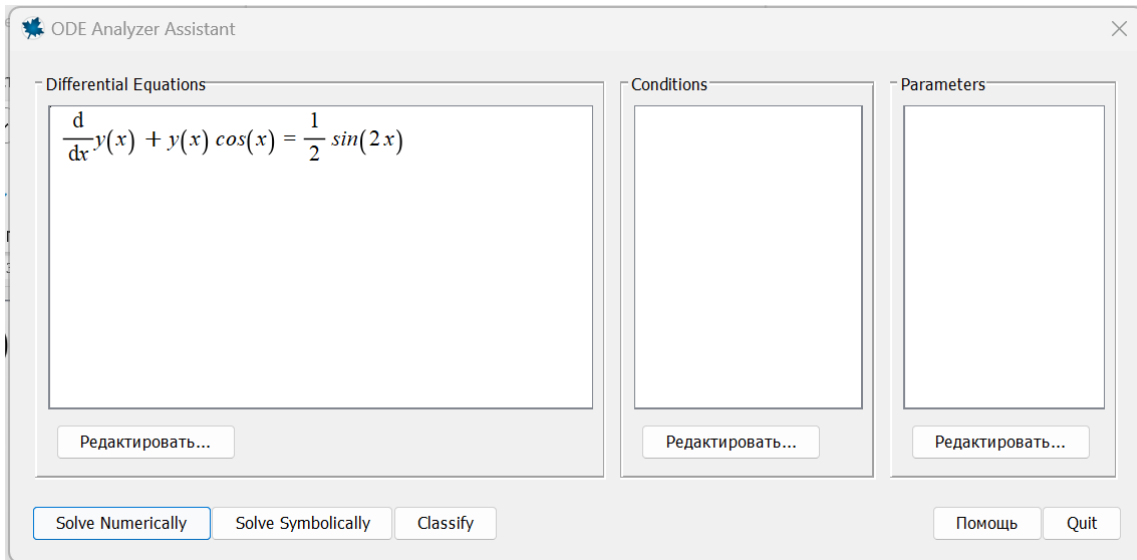 ODE Analyzer Assistant
Differential Equations
d/dx y(x) + y(x) cos(x) = 1/2 sin(2x)
Редактировать...
Conditions
Редактировать...
Parameters
Редактировать...
Solve Numerically
Solve Symbolically
Classify
Помощь
Quit